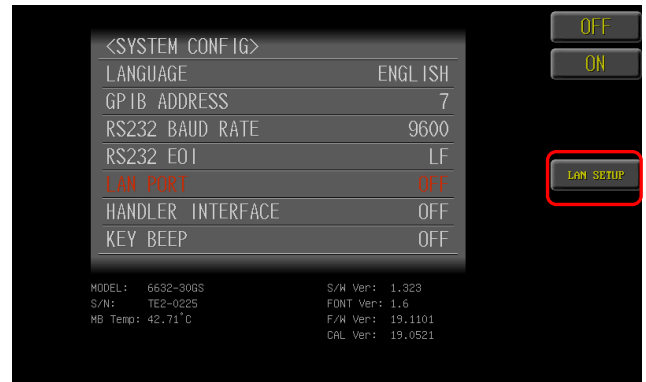 <SYSTEM CONFIG>
LANGUAGE ENGLISH
GPIB ADDRESS 7
RS232 BAUD RATE 9600
RS232 EOI LF
LAN PORT OFF
HANDLER INTERFACE OFF
KEY BEEP OFF
MODEL: 6632-30GS
S/N: TE2-0225
MB Temp: 42.71°C
S/W Ver: 1.323
FONT Ver: 1.6
F/W Ver: 19.1101
CAL Ver: 19.0521
OFF
ON
LAN SETUP